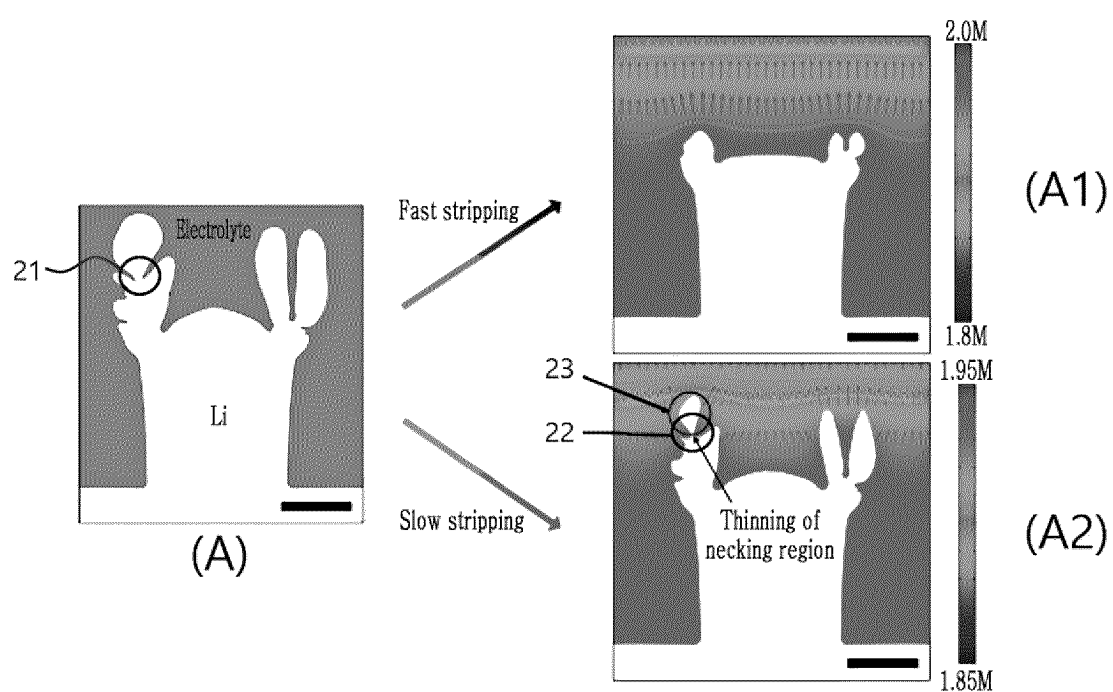 Electrolyte
21
Li
(A)
Fast stripping
Slow stripping
2.0M
1.8M
(A1)
23
22
Thinning of
necking region
1.95M
1.85M
(A2)